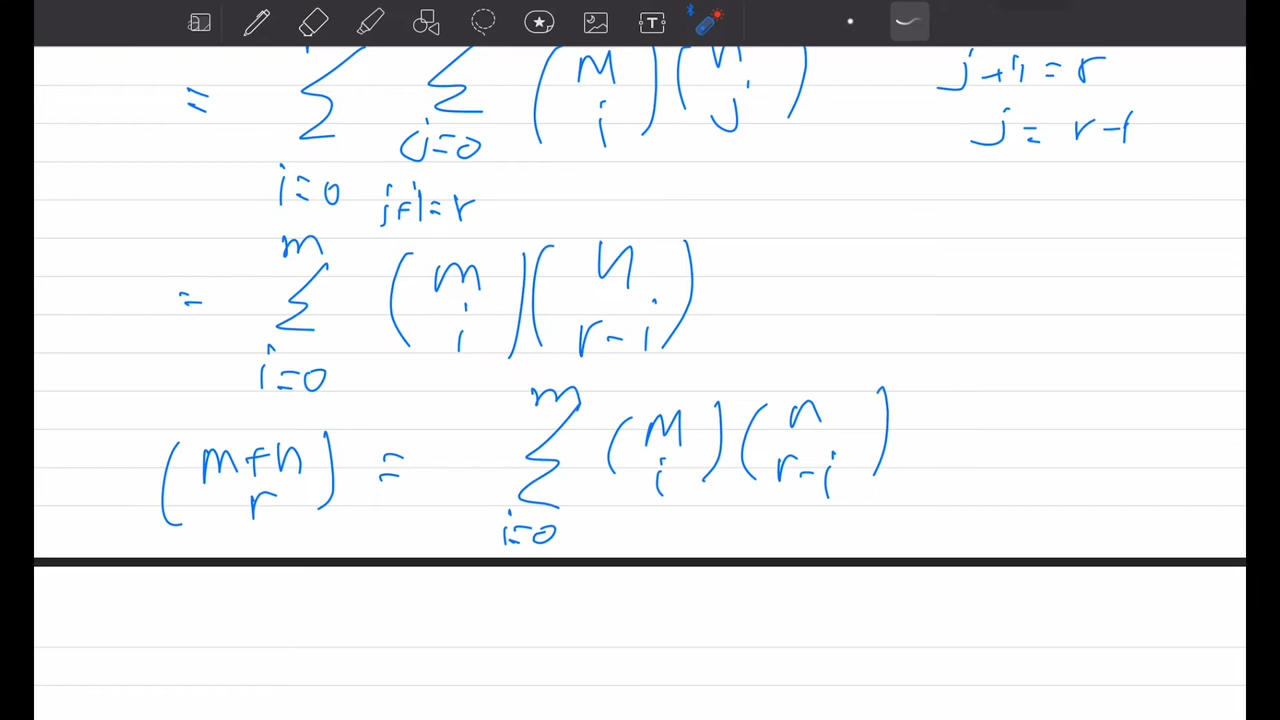 = ∑ ∑ (m i)(n j) j+i=r
i=0 j=0 j=r-i
j+i=r
= ∑_{i=0}^{m} (m i)(n r-i)
(m+n r) = ∑_{i=0}^{m} (m i)(n r-i)